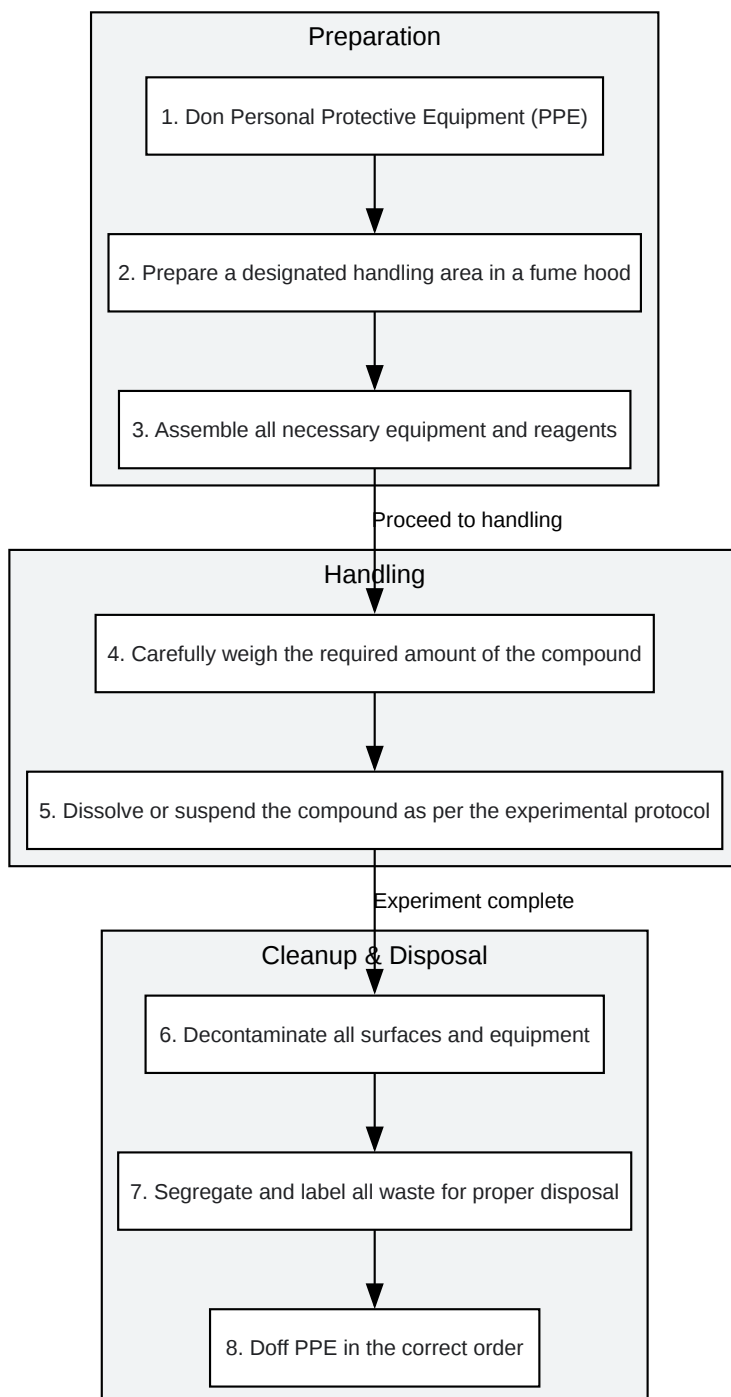 Preparation
1. Don Personal Protective Equipment (PPE)
2. Prepare a designated handling area in a fume hood
3. Assemble all necessary equipment and reagents
Proceed to handling
Handling
4. Carefully weigh the required amount of the compound
5. Dissolve or suspend the compound as per the experimental protocol
Experiment complete
Cleanup & Disposal
6. Decontaminate all surfaces and equipment
7. Segregate and label all waste for proper disposal
8. Doff PPE in the correct order